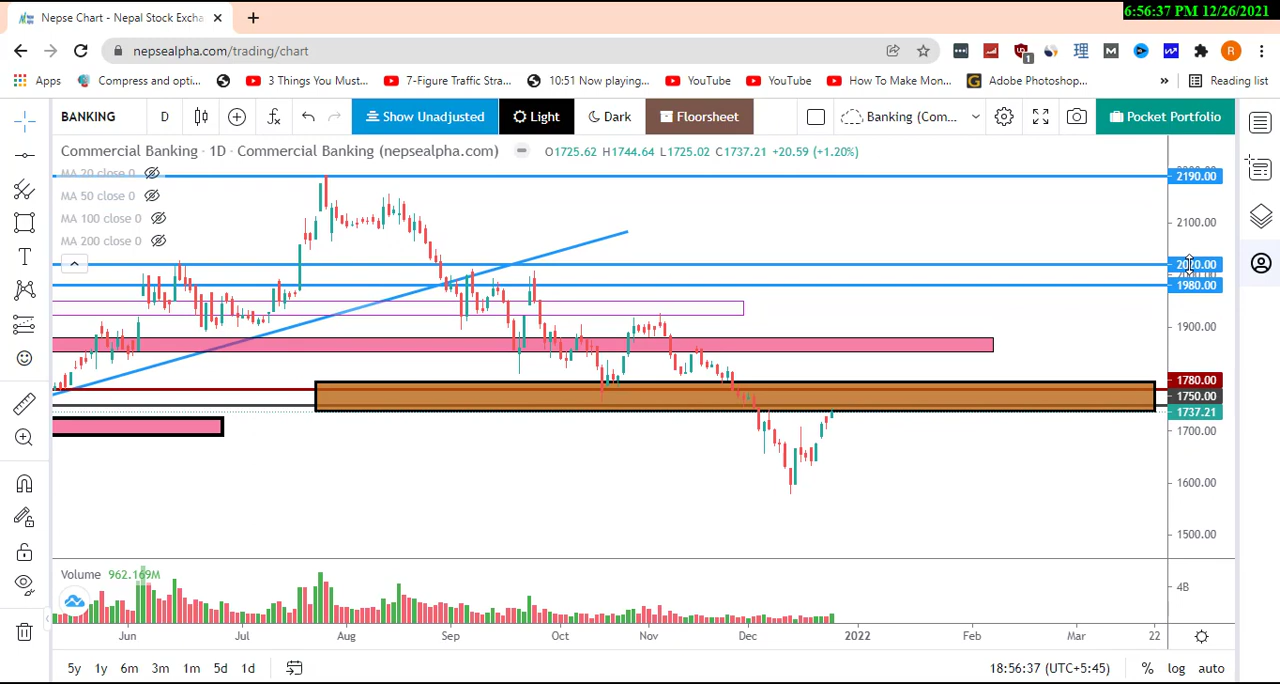 6:56:37 PM 12/26/2021
Nepse Chart - Nepal Stock Excha
nepsealpha.com/trading/chart
Apps Compress and opti... 3 Things You Must... 7-Figure Traffic Stra... 10:51 Now playing... YouTube YouTube How To Make Mon... Adobe Photoshop... » Reading list
BANKING D Show Unadjusted Light Dark Floorsheet Banking (Com... Pocket Portfolio
Commercial Banking · 1D · Commercial Banking (nepsealpha.com) O1725.62 H1744.64 L1725.02 C1737.21 +20.59 (+1.20%)
MA 20 close 0
MA 50 close 0
MA 100 close 0
MA 200 close 0
2190.00
2100.00
1980.00
1900.00
1780.00
1750.00
1737.21
1700.00
1600.00
1500.00
Volume 962.169M
4B
Jun Jul Aug Sep Oct Nov Dec 2022 Feb Mar 22
5y 1y 6m 3m 1m 5d 1d 18:56:37 (UTC+5:45) % log auto